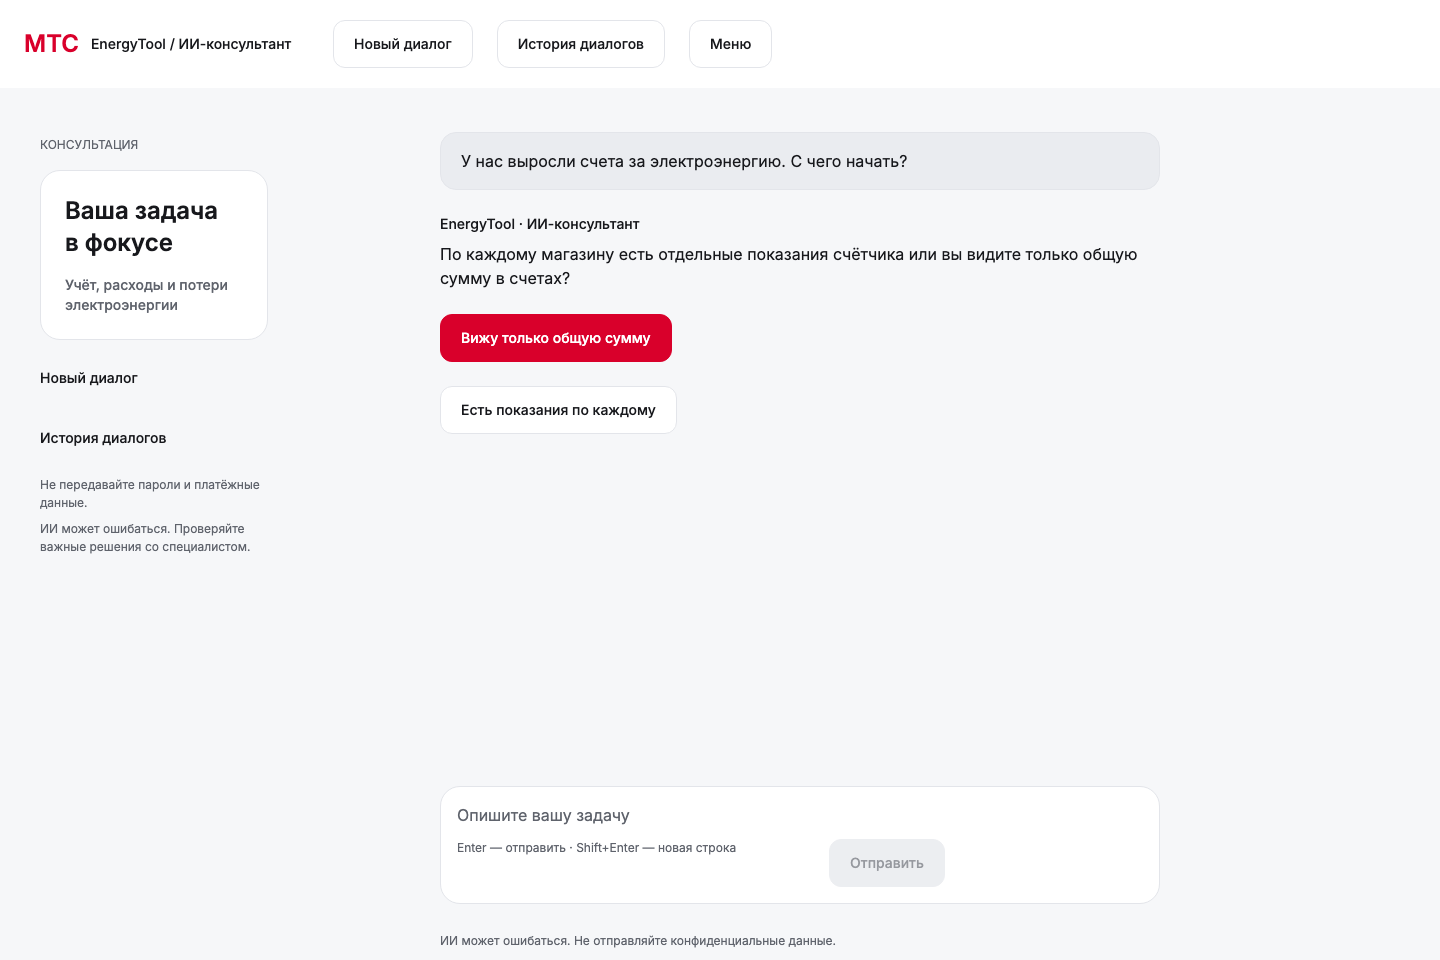 МТС EnergyTool / ИИ-консультант
Новый диалог
История диалогов
Меню
КОНСУЛЬТАЦИЯ
Ваша задача
в фокусе
Учёт, расходы и потери
электроэнергии
Новый диалог
История диалогов
Не передавайте пароли и платёжные
данные.
ИИ может ошибаться. Проверяйте
важные решения со специалистом.
У нас выросли счета за электроэнергию. С чего начать?
EnergyTool · ИИ-консультант
По каждому магазину есть отдельные показания счётчика или вы видите только общую
сумму в счетах?
Вижу только общую сумму
Есть показания по каждому
Опишите вашу задачу
Enter — отправить · Shift+Enter — новая строка
Отправить
ИИ может ошибаться. Не отправляйте конфиденциальные данные.